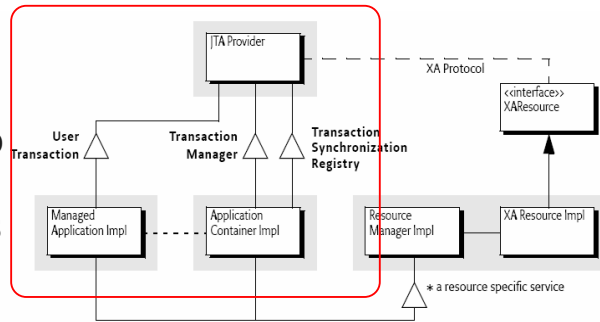 JTA Provider
XA Protocol
<<interface>>
XAResource
User
Transaction
Transaction
Manager
Transaction
Synchronization
Registry
Managed
Application Impl
Application
Container Impl
Resource
Manager Impl
XA Resource Impl
* a resource specific service